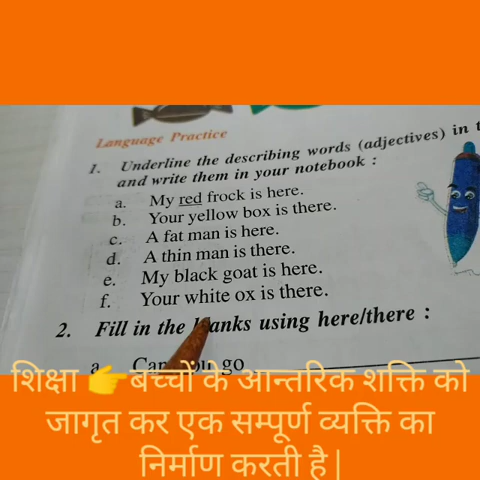 Language Practice
1. Underline the describing words (adjectives) in
and write them in your notebook :
a. My red frock is here.
b. Your yellow box is there.
c. A fat man is here.
d. A thin man is there.
e. My black goat is here.
f. Your white ox is there.
2. Fill in the blanks using here/there :
a. go
शिक्षा 👉बच्चों के आन्तरिक शक्ति को
जागृत कर एक सम्पूर्ण व्यक्ति का
निर्माण करती है|